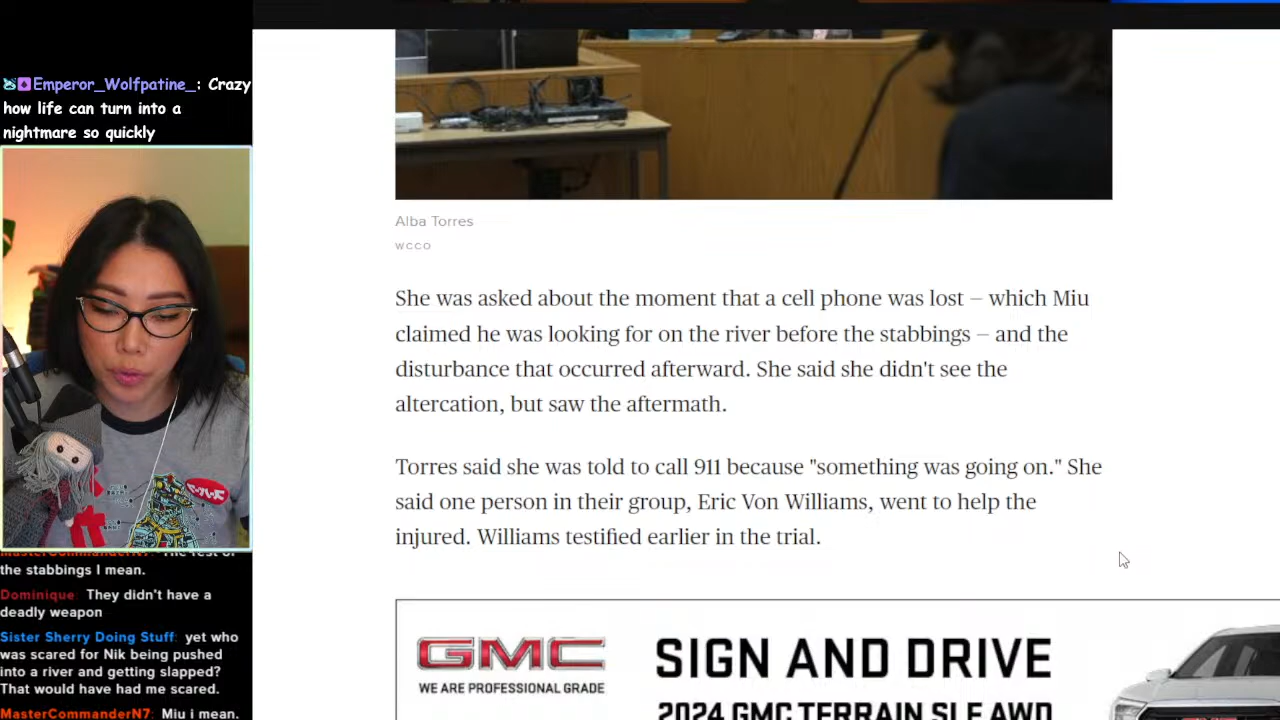 Emperor_Wolfpatine_: Crazy
how life can turn into a
nightmare so quickly
Alba Torres
WCCO
She was asked about the moment that a cell phone was lost — which Miu
claimed he was looking for on the river before the stabbings — and the
disturbance that occurred afterward. She said she didn't see the
altercation, but saw the aftermath.
Torres said she was told to call 911 because "something was going on." She
said one person in their group, Eric Von Williams, went to help the
injured. Williams testified earlier in the trial.
MasterCommanderN7: The rest of
the stabbings I mean.
Dominique: They didn't have a
deadly weapon
Sister Sherry Doing Stuff: yet who
was scared for Nik being pushed
into a river and getting slapped?
That would have had me scared.
MasterCommanderN7: Miu i mean.
GMC
WE ARE PROFESSIONAL GRADE
SIGN AND DRIVE
2024 GMC TERRAIN SLE AWD